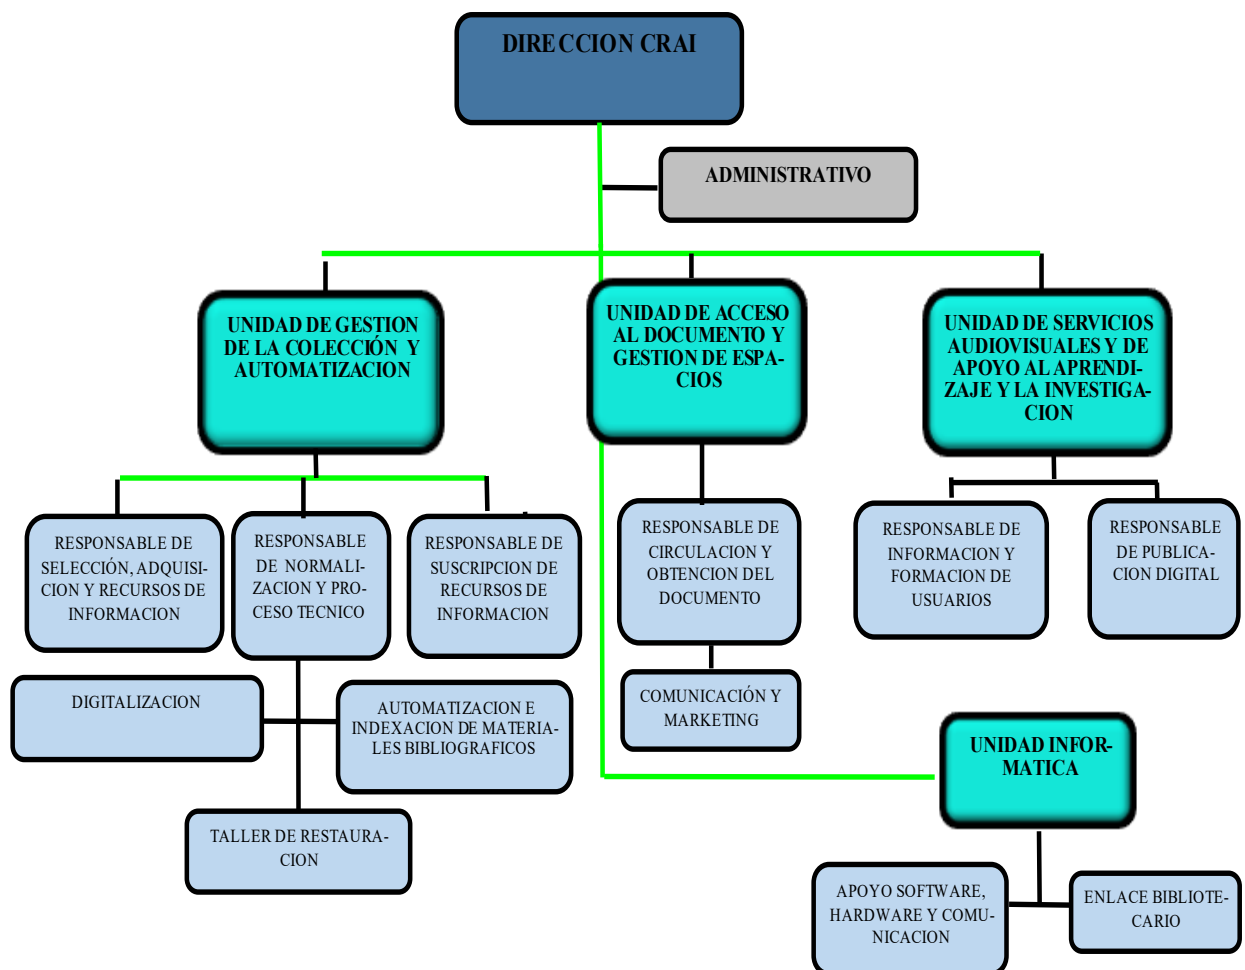 DIRECCION CRAI
ADMINISTRATIVO
UNIDAD DE GESTION
DE LA COLECCIÓN Y
AUTOMATIZACION
UNIDAD DE ACCESO
AL DOCUMENTO Y
GESTION DE ESPA-
CIOS
UNIDAD DE SERVICIOS
AUDIOVISUALES Y DE
APOYO AL APRENDI-
ZAJE Y LA INVESTIGA-
CION
RESPONSABLE DE
SELECCIÓN, ADQUISI-
CION Y RECURSOS DE
INFORMACION
RESPONSABLE
DE NORMALI-
ZACION Y PRO-
CESO TECNICO
RESPONSABLE DE
SUSCRIPCION DE
RECURSOS DE
INFORMACION
RESPONSABLE DE
CIRCULACION Y
OBTENCION DEL
DOCUMENTO
RESPONSABLE DE
INFORMACION Y
FORMACION DE
USUARIOS
RESPONSABLE
DE PUBLICA-
CION DIGITAL
DIGITALIZACION
AUTOMATIZACION E
INDEXACION DE MATERIA-
LES BIBLIOGRAFICOS
COMUNICACIÓN Y
MARKETING
UNIDAD INFOR-
MATICA
TALLER DE RESTAURA-
CION
APOYO SOFTWARE,
HARDWARE Y COMU-
NICACION
ENLACE BIBLIOTE-
CARIO